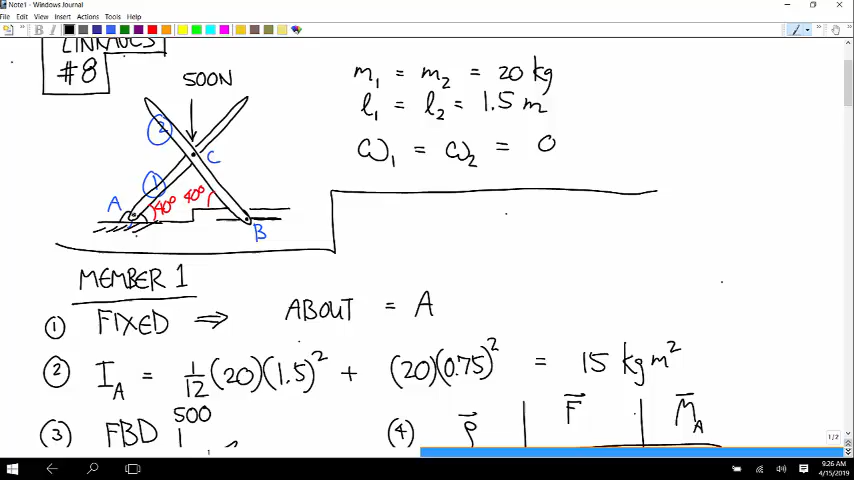 Note1 - Windows Journal
File Edit View Insert Actions Tools Help
B I
LINKAGES
#8
500N
m₁ = m₂ = 20 kg
l₁ = l₂ = 1.5 m
ω₁ = ω₂ = 0
2
C
1
A 40° 40°
B
MEMBER 1
① FIXED ⇒ ABOUT = A
② I_A = 1/12 (20)(1.5)² + (20)(0.75)² = 15 kg m²
③ FBD 500
④ ρ⃗ F⃗ M⃗_A
1/2
9:26 AM
4/15/2019